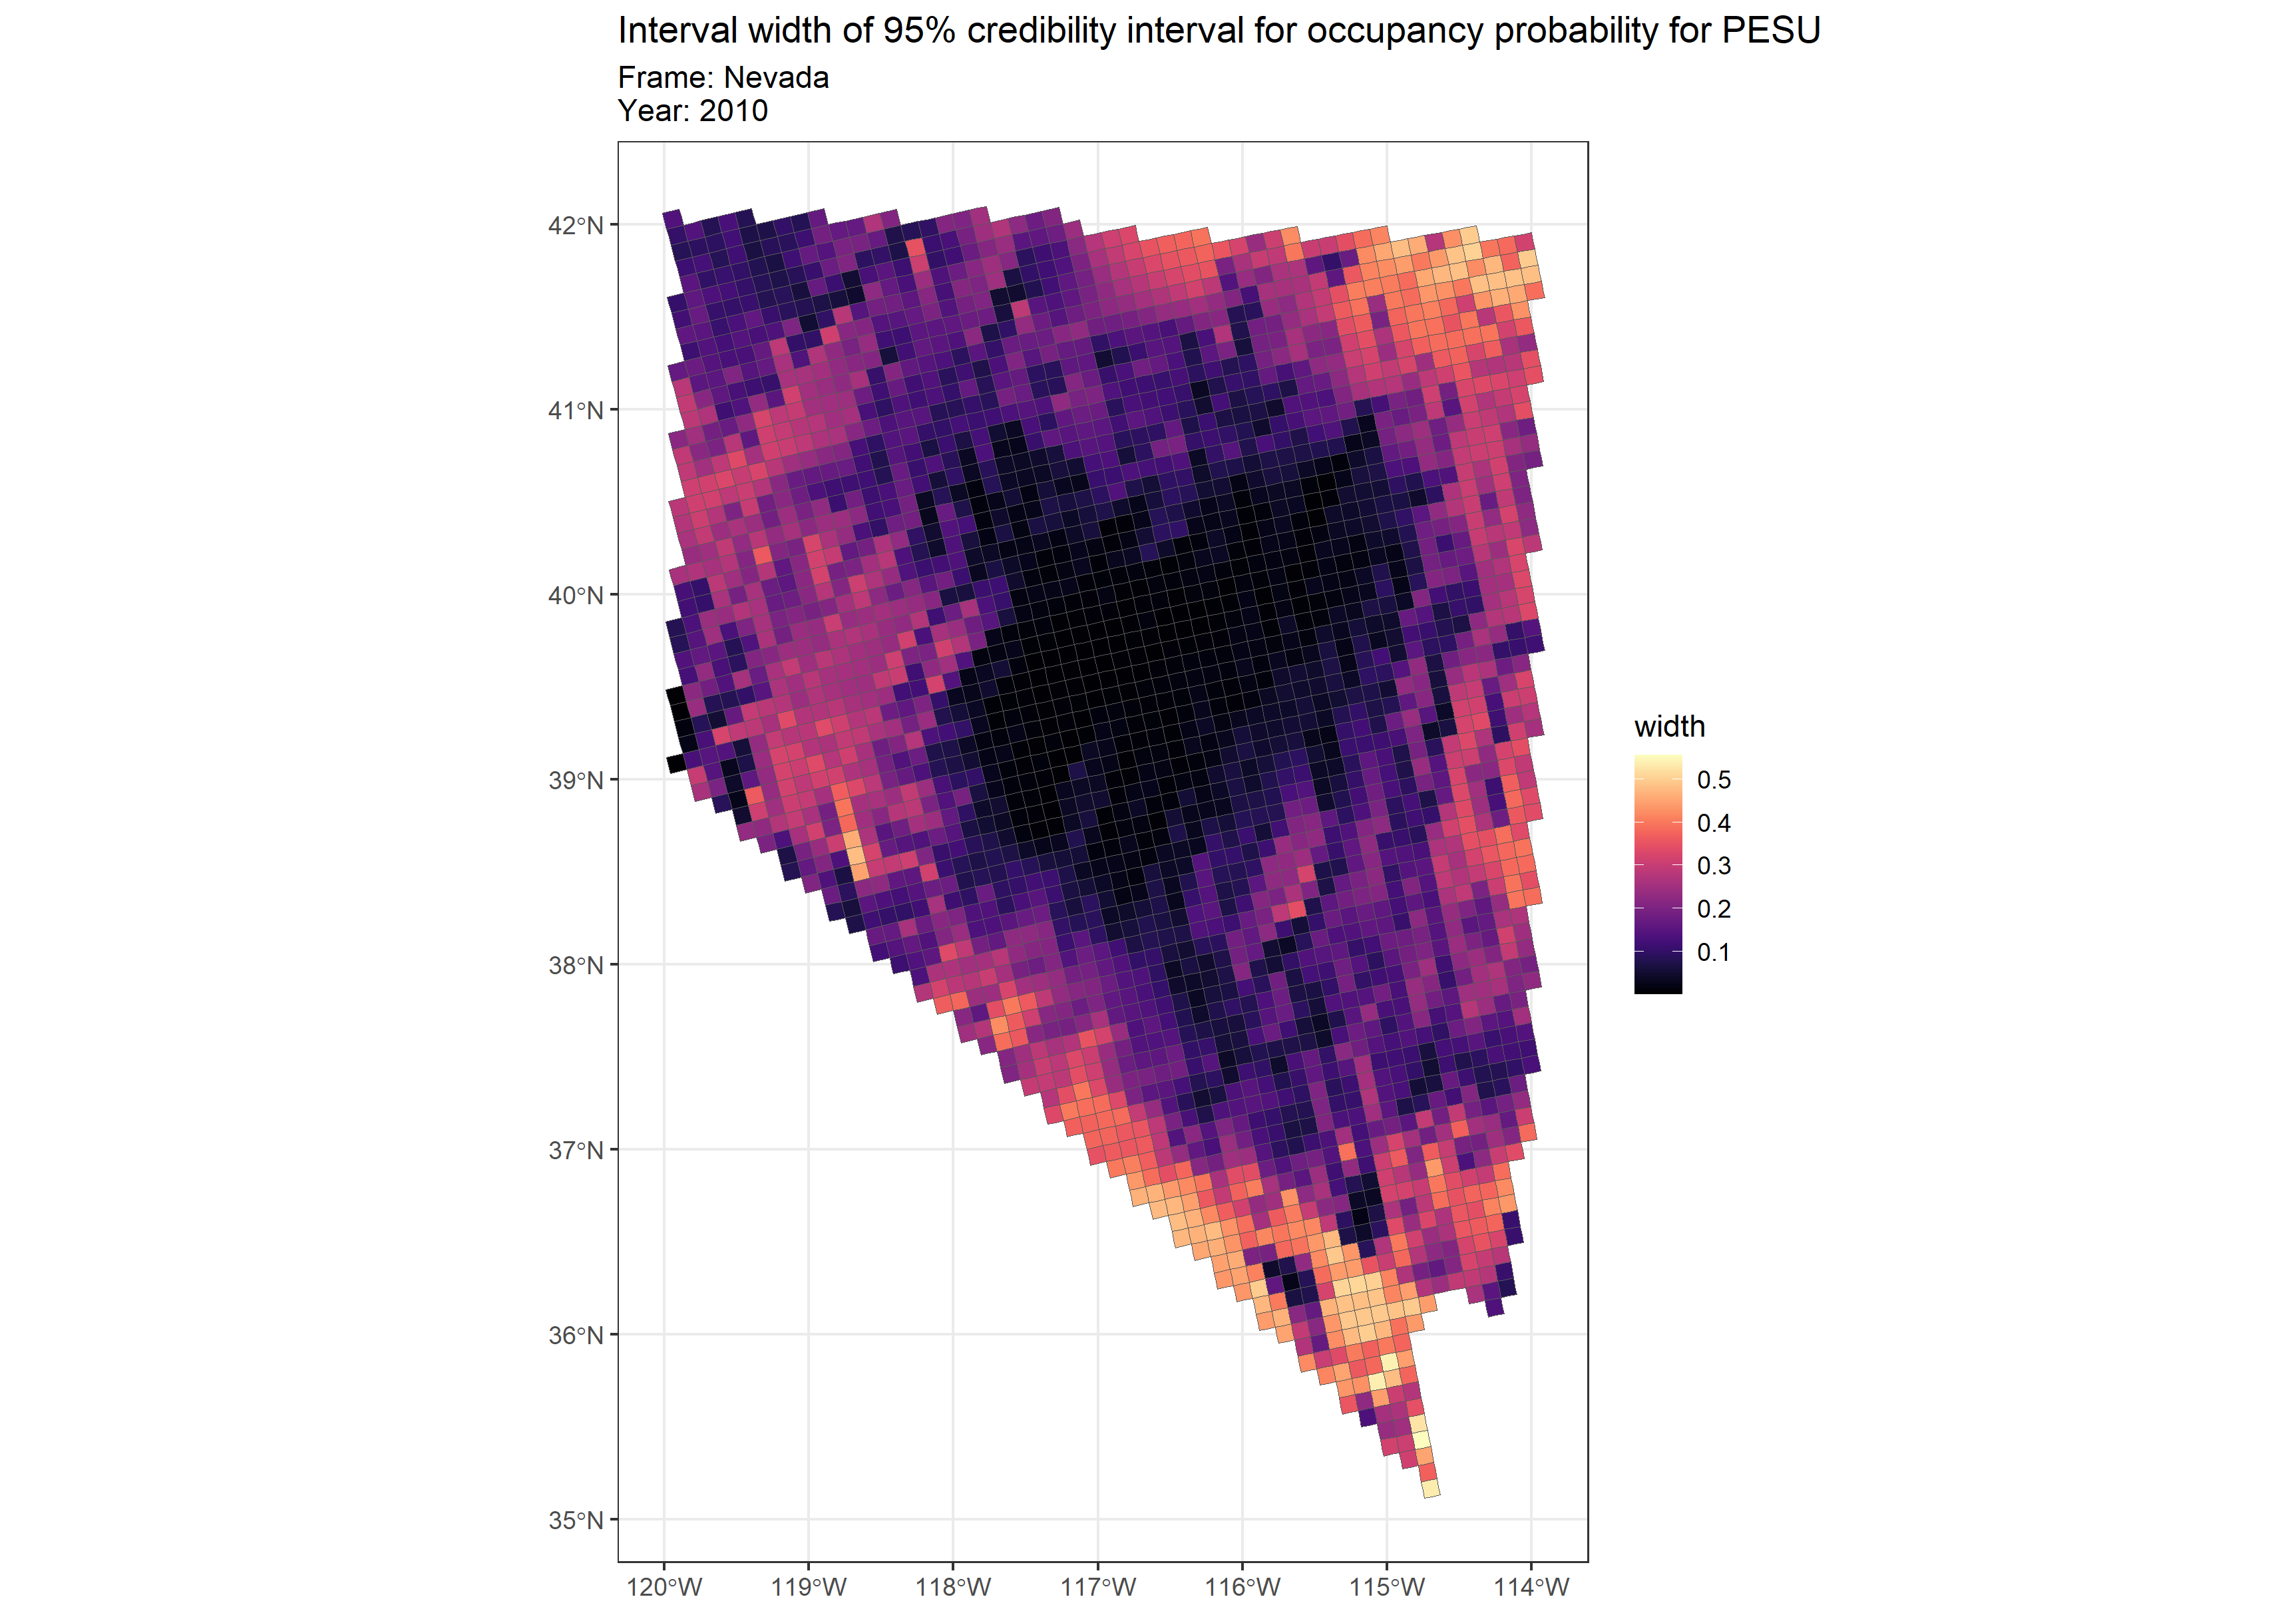 Interval width of 95% credibility interval for occupancy probability for PESU
Frame: Nevada
Year: 2010
42°N
41°N
40°N
39°N
38°N
37°N
36°N
35°N
120°W 119°W 118°W 117°W 116°W 115°W 114°W
width
0.5
0.4
0.3
0.2
0.1